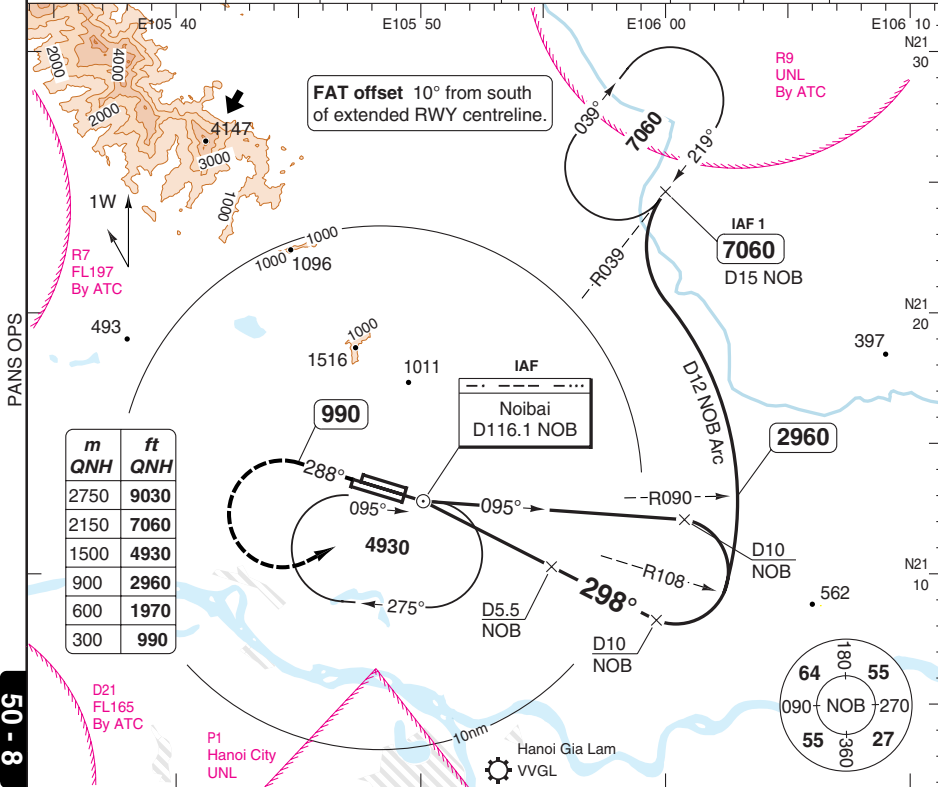 E105 40
E105 50
E106 00
E106 10
N21
30
2000
4000
2000
4147
3000
1000
FAT offset 10° from south
of extended RWY centreline.
R9
UNL
By ATC
039°
7060
219°
IAF 1
7060
D15 NOB
R039
1W
R7
FL197
By ATC
1000
1000
1096
N21
20
493
1000
1516
1011
397
PANS OPS
IAF
Noibai
D116.1 NOB
D12 NOB Arc
990
2960
m
QNH
ft
QNH
2750 9030
2150 7060
1500 4930
900 2960
600 1970
300 990
288°
095°
095°
R090
4930
D10
NOB
R108
N21
10
298°
562
275°
D5.5
NOB
D10
NOB
D21
FL165
By ATC
P1
Hanoi City
UNL
10nm
Hanoi Gia Lam
VVGL
180
64
55
090
NOB
270
55
27
360
50 - 8